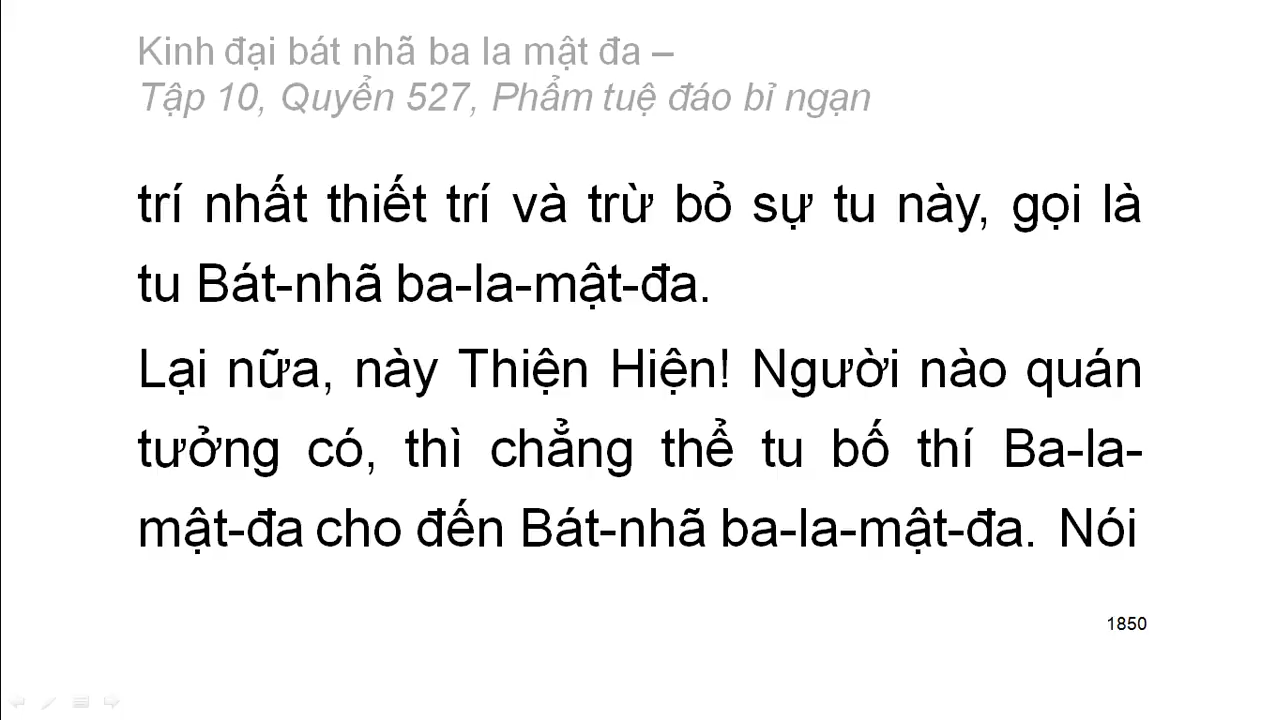 Kinh đại bát nhã ba la mật đa –
Tập 10, Quyển 527, Phẩm tuệ đáo bỉ ngạn
trí nhất thiết trí và trừ bỏ sự tu này, gọi là
tu Bát-nhã ba-la-mật-đa.
Lại nữa, này Thiện Hiện! Người nào quán
tưởng có, thì chẳng thể tu bố thí Ba-la-
mật-đa cho đến Bát-nhã ba-la-mật-đa. Nói
1850